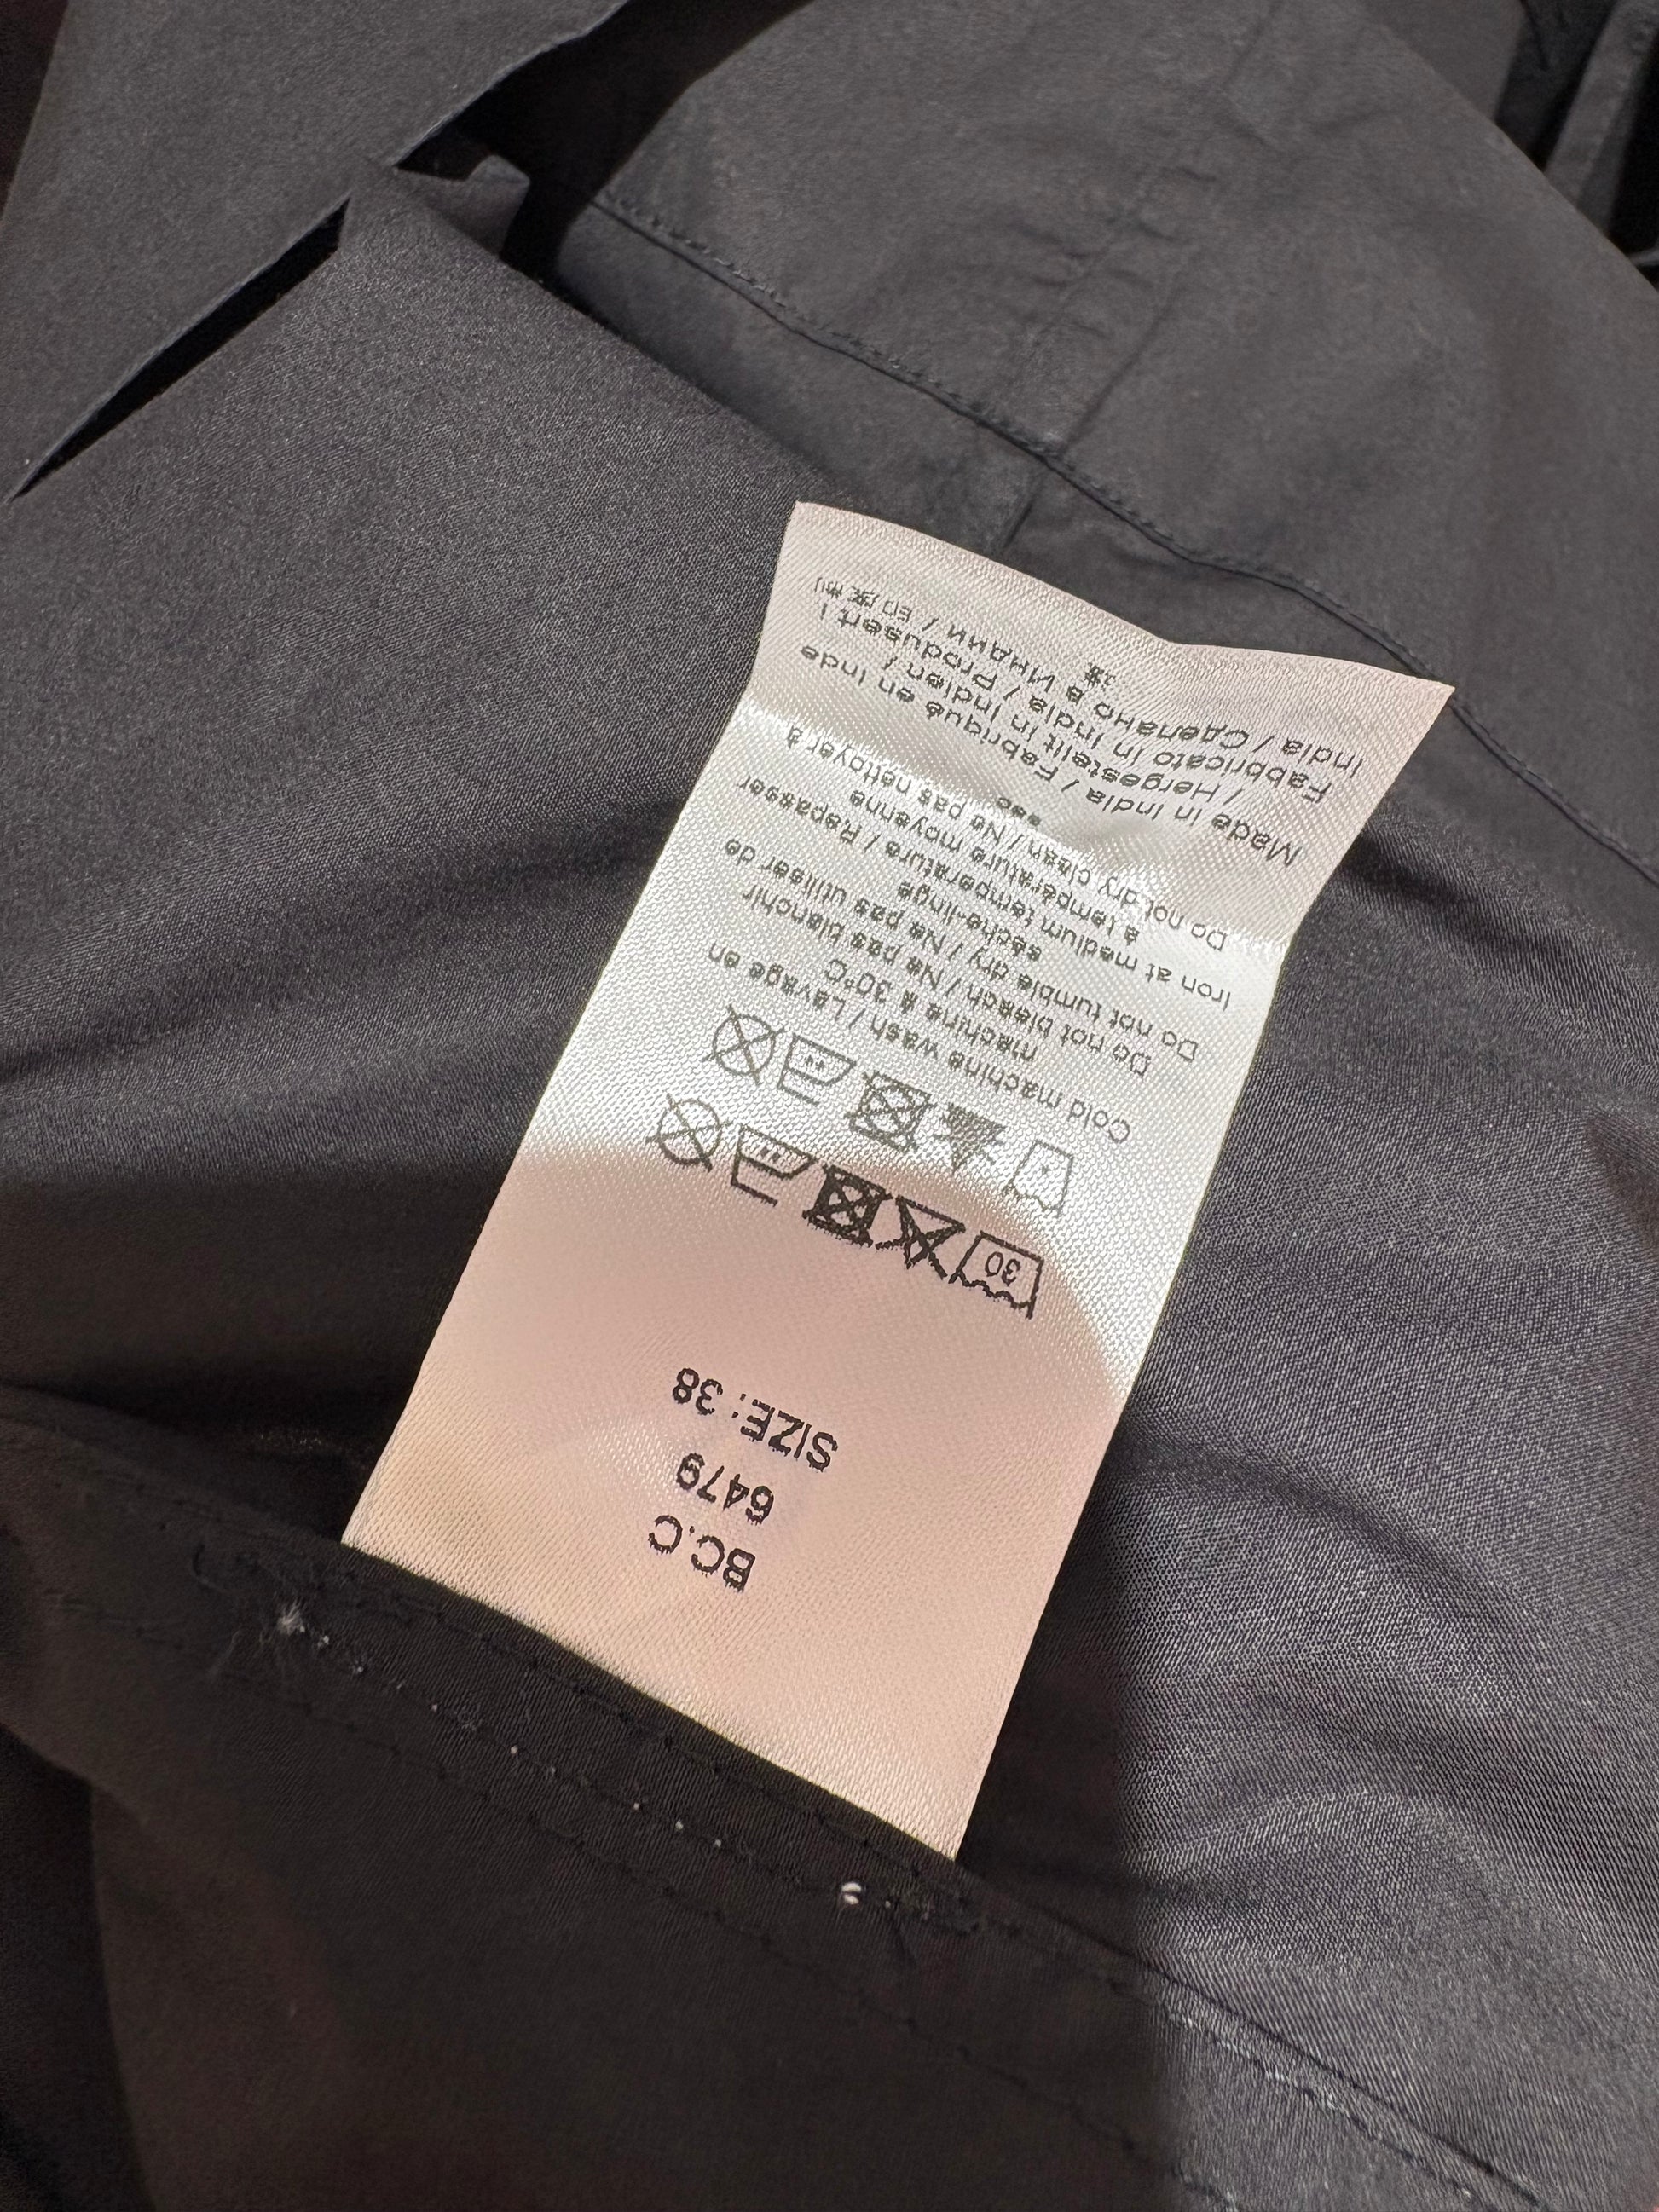 BC.C
6479
SIZE: 38
30
Cold machine wash / Lavage en
machine à 30°C
Do not bleach / Ne pas blanchir
Do not tumble dry / Ne pas utiliser de
sèche-linge
Iron at medium temperature / Repasser
à température moyenne
Do not dry clean / Ne pas nettoyer à
sec
Made in India / Fabriqué en Inde
/ Hergestellt in Indien /
Fabbricato in India / Produsert i
India / Сделано в Индии / 印度制
造